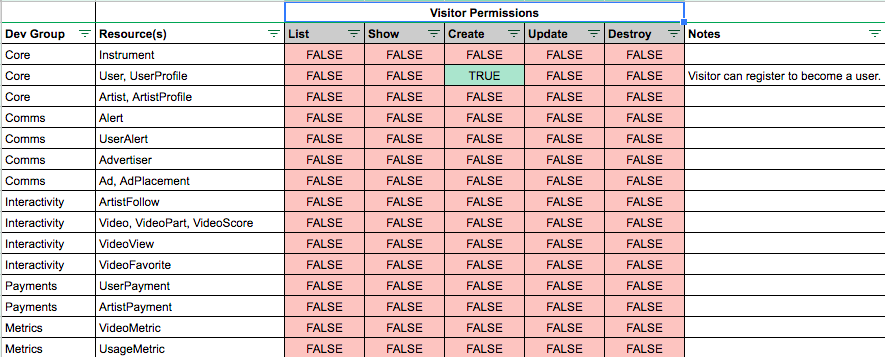 Visitor Permissions
Dev Group Resource(s) List Show Create Update Destroy Notes
Core Instrument FALSE FALSE FALSE FALSE FALSE
Core User, UserProfile FALSE FALSE TRUE FALSE FALSE Visitor can register to become a user.
Core Artist, ArtistProfile FALSE FALSE FALSE FALSE FALSE
Comms Alert FALSE FALSE FALSE FALSE FALSE
Comms UserAlert FALSE FALSE FALSE FALSE FALSE
Comms Advertiser FALSE FALSE FALSE FALSE FALSE
Comms Ad, AdPlacement FALSE FALSE FALSE FALSE FALSE
Interactivity ArtistFollow FALSE FALSE FALSE FALSE FALSE
Interactivity Video, VideoPart, VideoScore FALSE FALSE FALSE FALSE FALSE
Interactivity VideoView FALSE FALSE FALSE FALSE FALSE
Interactivity VideoFavorite FALSE FALSE FALSE FALSE FALSE
Payments UserPayment FALSE FALSE FALSE FALSE FALSE
Payments ArtistPayment FALSE FALSE FALSE FALSE FALSE
Metrics VideoMetric FALSE FALSE FALSE FALSE FALSE
Metrics UsageMetric FALSE FALSE FALSE FALSE FALSE